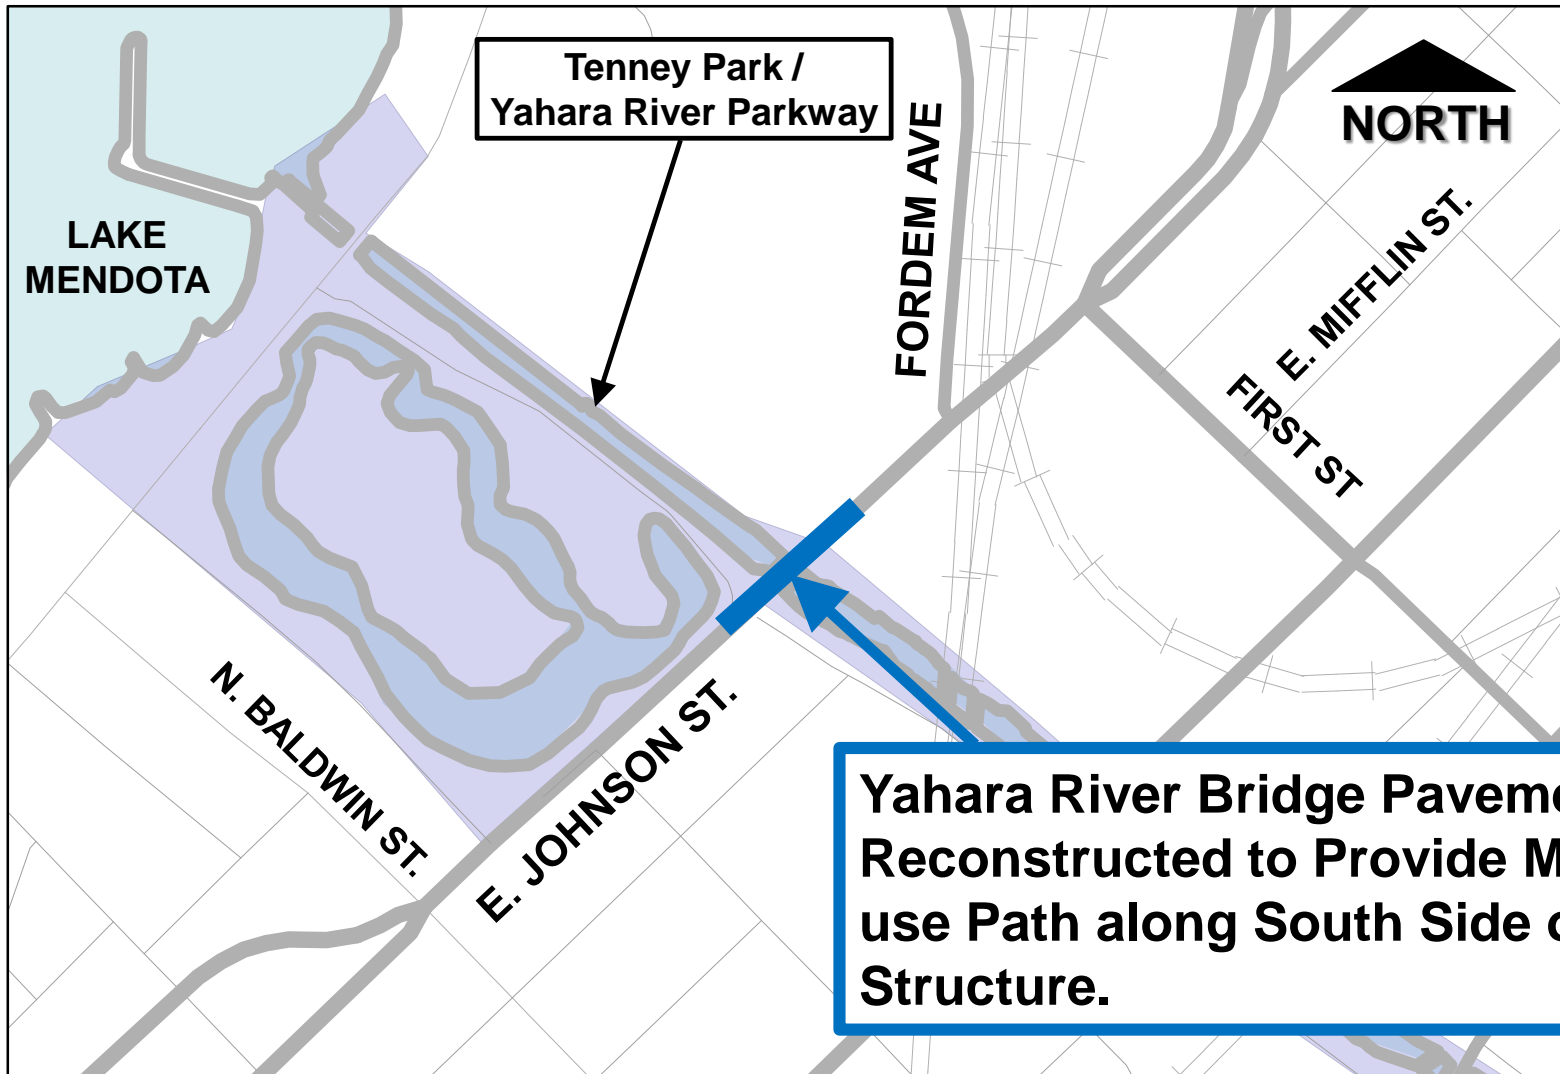 Tenney Park /
Yahara River Parkway
NORTH
FORDEM AVE
LAKE
MENDOTA
E. MIFFLIN ST.
FIRST ST
N. BALDWIN ST.
E. JOHNSON ST.
Yahara River Bridge
Reconstructed to Provide
use Path along South Side
Structure.